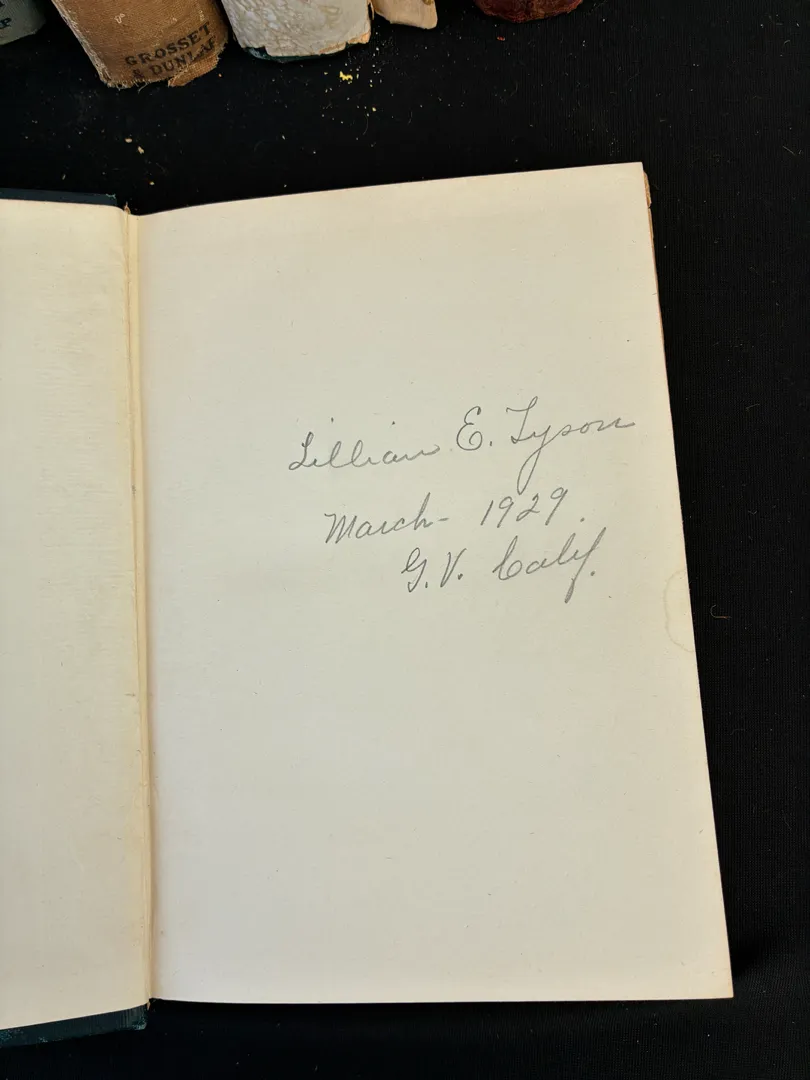 P
GROSSET
& DUNLAP
Lillian E. Tyson
March - 1929.
G.V. Calif.